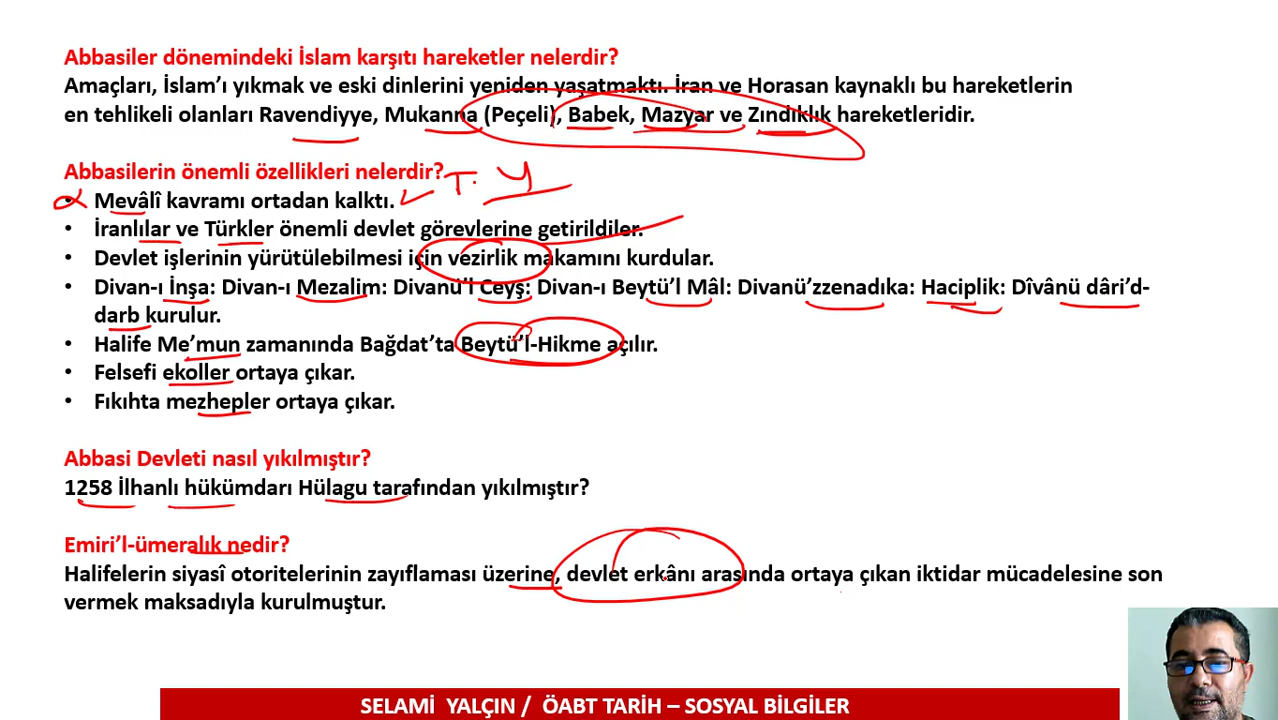 Abbasiler dönemindeki İslam karşıtı hareketler nelerdir?
Amaçları, İslam’ı yıkmak ve eski dinlerini yeniden yaşatmaktı. İran ve Horasan kaynaklı bu hareketlerin
en tehlikeli olanları Ravendiyye, Mukanna (Peçeli), Babek, Mazyar ve Zındıklık hareketleridir.
Abbasilerin önemli özellikleri nelerdir?
T. Y
• Mevâlî kavramı ortadan kalktı.
• İranlılar ve Türkler önemli devlet görevlerine getirildiler.
• Devlet işlerinin yürütülebilmesi için vezirlik makamını kurdular.
• Divan-ı İnşa: Divan-ı Mezalim: Divanü’l Ceyş: Divan-ı Beytü’l Mâl: Divanü’zzenadıka: Haciplik: Dîvânü dâri’d-
darb kurulur.
• Halife Me’mun zamanında Bağdat’ta Beytü’l-Hikme açılır.
• Felsefi ekoller ortaya çıkar.
• Fıkıhta mezhepler ortaya çıkar.
Abbasi Devleti nasıl yıkılmıştır?
1258 İlhanlı hükümdarı Hülagu tarafından yıkılmıştır?
Emiri’l-ümeralık nedir?
Halifelerin siyasî otoritelerinin zayıflaması üzerine, devlet erkânı arasında ortaya çıkan iktidar mücadelesine son
vermek maksadıyla kurulmuştur.
SELAMİ YALÇIN / ÖABT TARİH – SOSYAL BİLGİLER